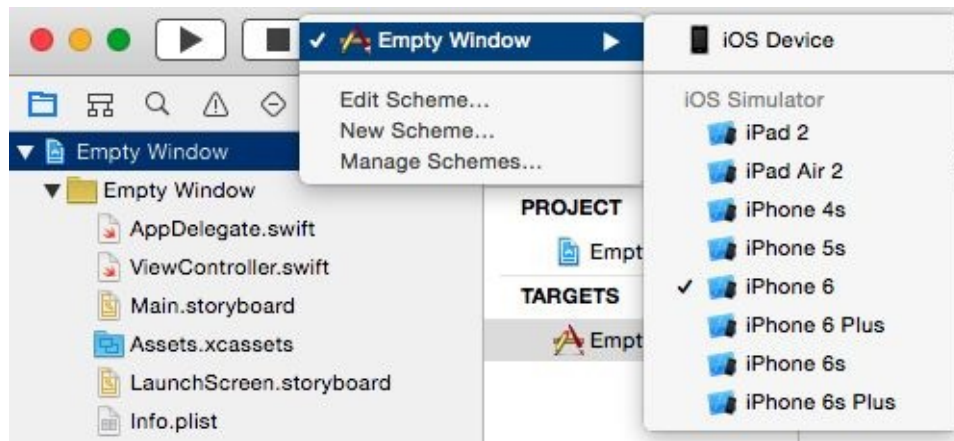 Empty Window
Edit Scheme...
New Scheme...
Manage Schemes...
iOS Device
iOS Simulator
iPad 2
iPad Air 2
iPhone 4s
iPhone 5s
iPhone 6
iPhone 6 Plus
iPhone 6s
iPhone 6s Plus
Empty Window
Empty Window
AppDelegate.swift
ViewController.swift
Main.storyboard
Assets.xcassets
LaunchScreen.storyboard
Info.plist
PROJECT
Empt
TARGETS
Empt